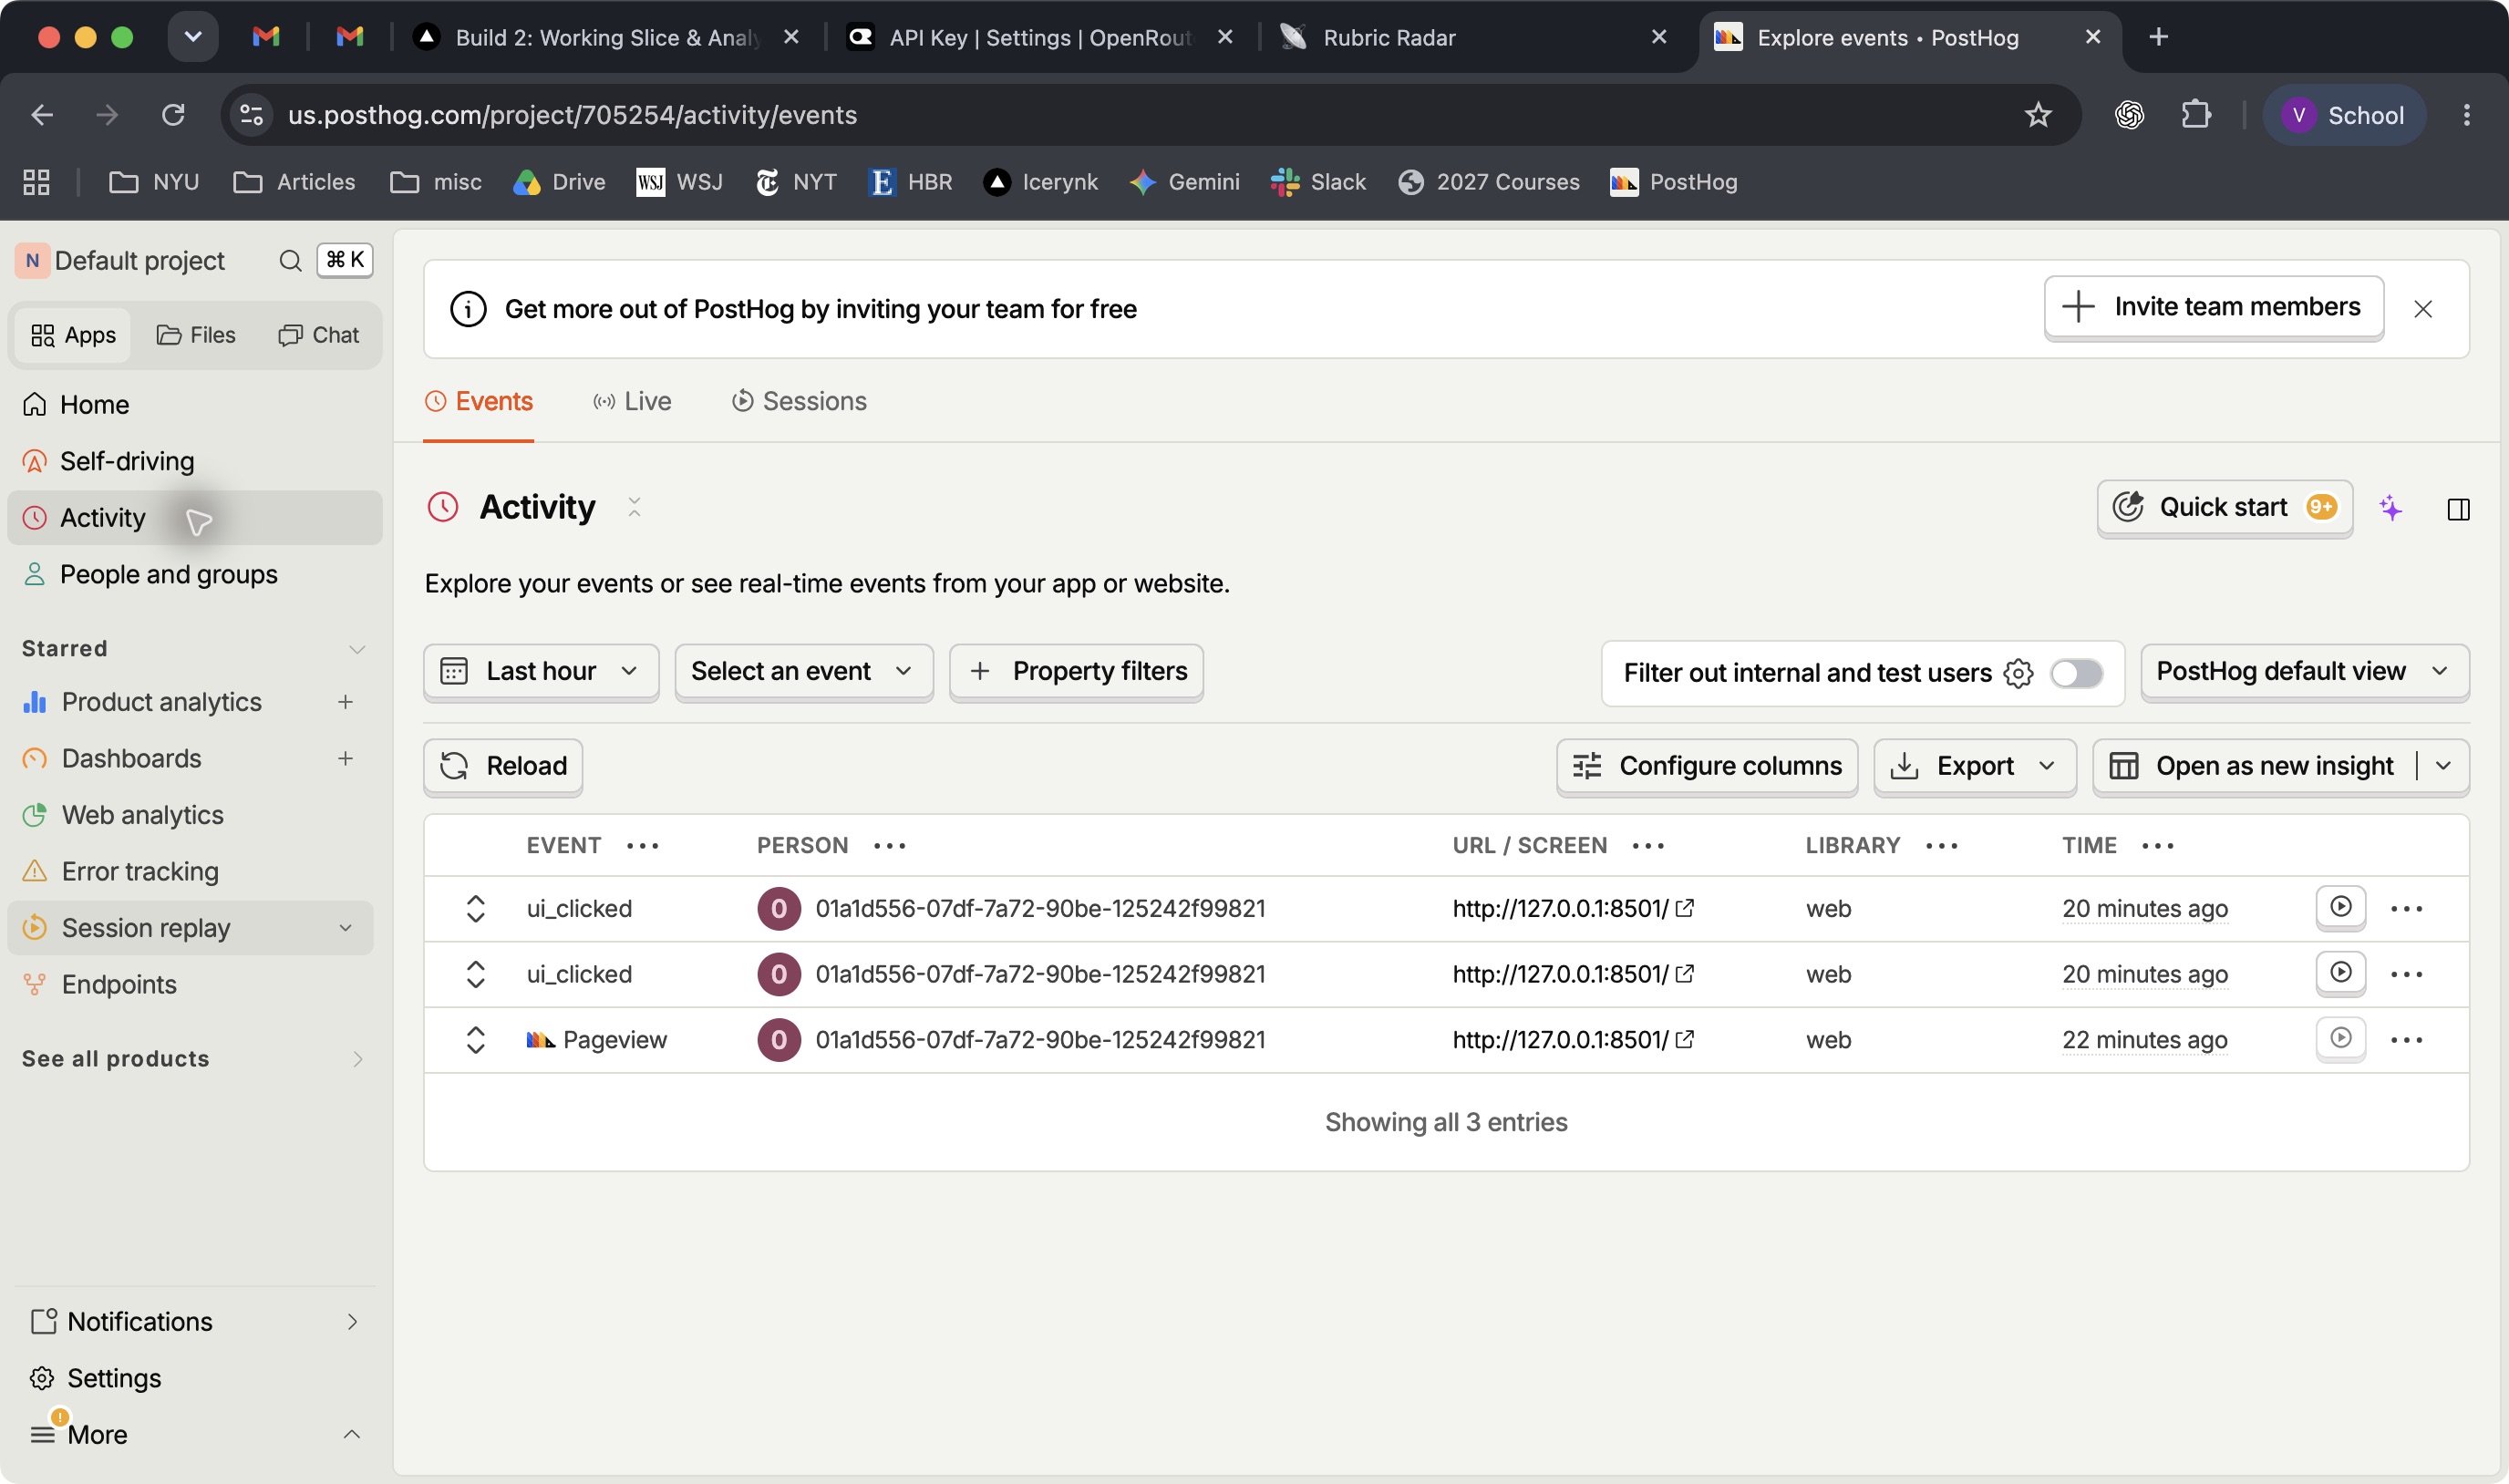 Build 2: Working Slice & Analy
API Key | Settings | OpenRout
Rubric Radar
Explore events • PostHog
us.posthog.com/project/705254/activity/events
V School
NYU
Articles
misc
Drive
WSJ WSJ
NYT
E HBR
Icerynk
Gemini
Slack
2027 Courses
PostHog
N Default project ⌘ K
Apps Files Chat
Home
Self-driving
Activity
People and groups
Starred
Product analytics
Dashboards
Web analytics
Error tracking
Session replay
Endpoints
See all products
Notifications
Settings
More
Get more out of PostHog by inviting your team for free
Invite team members
Events Live Sessions
Activity
Quick start 9+
Explore your events or see real-time events from your app or website.
Last hour Select an event + Property filters
Filter out internal and test users PostHog default view
Reload Configure columns Export Open as new insight
EVENT PERSON URL / SCREEN LIBRARY TIME
ui_clicked 0 01a1d556-07df-7a72-90be-125242f99821 http://127.0.0.1:8501/ web 20 minutes ago
ui_clicked 0 01a1d556-07df-7a72-90be-125242f99821 http://127.0.0.1:8501/ web 20 minutes ago
Pageview 0 01a1d556-07df-7a72-90be-125242f99821 http://127.0.0.1:8501/ web 22 minutes ago
Showing all 3 entries